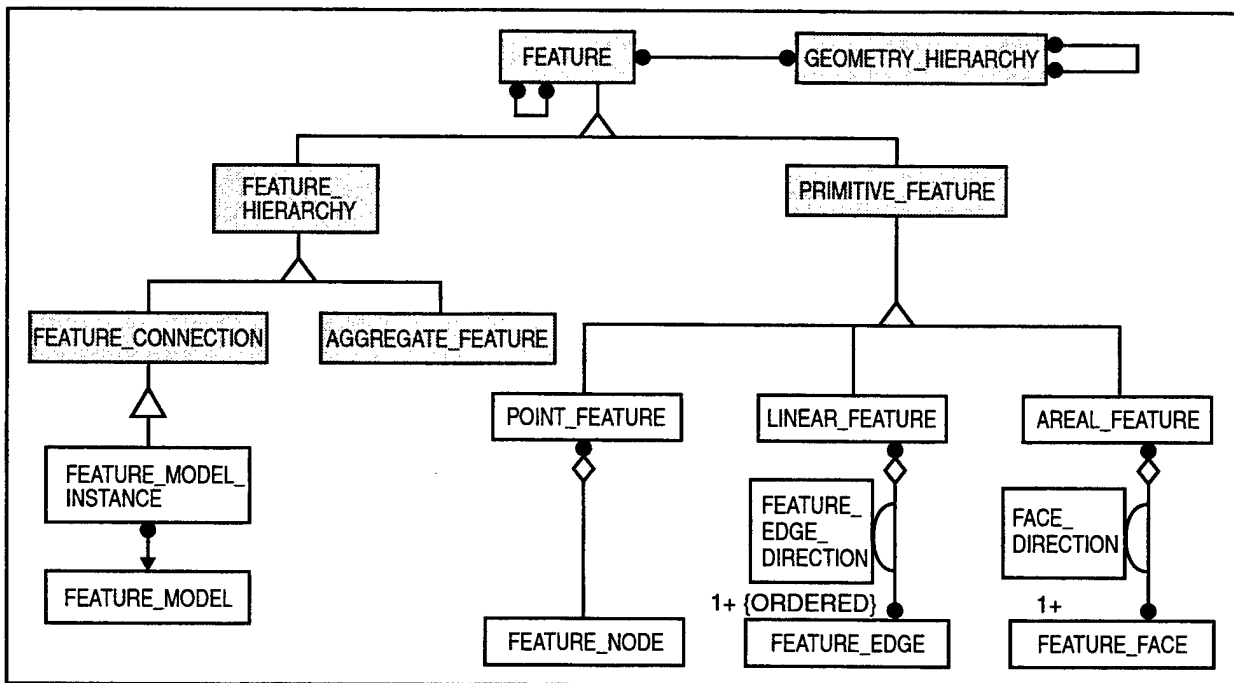 FEATURE
GEOMETRY_HIERARCHY
FEATURE_
HIERARCHY
PRIMITIVE_FEATURE
FEATURE_CONNECTION
AGGREGATE_FEATURE
POINT_FEATURE
LINEAR_FEATURE
AREAL_FEATURE
FEATURE_MODEL_
INSTANCE
FEATURE_
EDGE_
DIRECTION
FACE_
DIRECTION
FEATURE_MODEL
1+ {ORDERED}
1+
FEATURE_NODE
FEATURE_EDGE
FEATURE_FACE